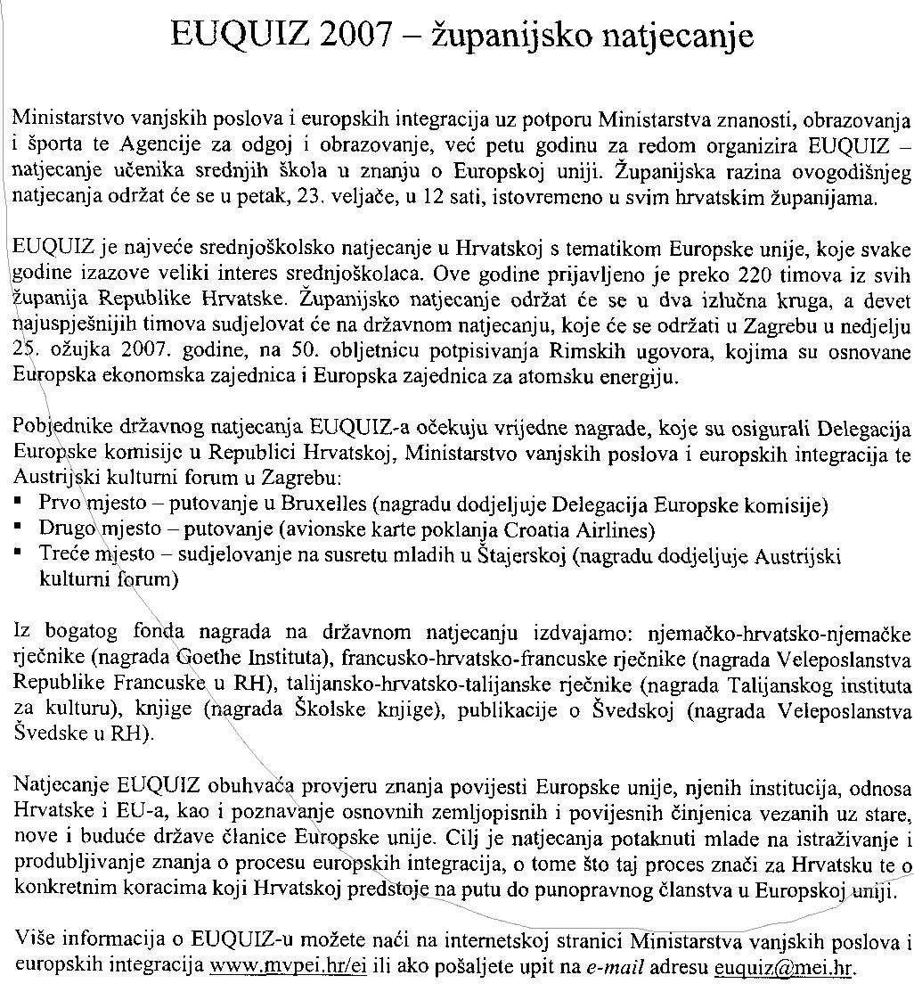 EUQUIZ 2007 – županijsko natjecanje
Ministarstvo vanjskih poslova i europskih integracija uz potporu Ministarstva znanosti, obrazovanja
i športa te Agencije za odgoj i obrazovanje, već petu godinu za redom organizira EUQUIZ –
natjecanje učenika srednjih škola u znanju o Europskoj uniji. Županijska razina ovogodišnjeg
natjecanja održat će se u petak, 23. veljače, u 12 sati, istovremeno u svim hrvatskim županijama.
EUQUIZ je najveće srednjoškolsko natjecanje u Hrvatskoj s tematikom Europske unije, koje svake
godine izazove veliki interes srednjoškolaca. Ove godine prijavljeno je preko 220 timova iz svih
županija Republike Hrvatske. Županijsko natjecanje održat će se u dva izlučna kruga, a devet
najuspješnijih timova sudjelovat će na državnom natjecanju, koje će se održati u Zagrebu u nedjelju
25. ožujka 2007. godine, na 50. obljetnicu potpisivanja Rimskih ugovora, kojima su osnovane
Europska ekonomska zajednica i Europska zajednica za atomsku energiju.
Pobjednike državnog natjecanja EUQUIZ-a očekuju vrijedne nagrade, koje su osigurali Delegacija
Europske komisije u Republici Hrvatskoj, Ministarstvo vanjskih poslova i europskih integracija te
Austrijski kulturni forum u Zagrebu:
▪ Prvo mjesto – putovanje u Bruxelles (nagradu dodjeljuje Delegacija Europske komisije)
▪ Drugo mjesto – putovanje (avionske karte poklanja Croatia Airlines)
▪ Treće mjesto – sudjelovanje na susretu mladih u Štajerskoj (nagradu dodjeljuje Austrijski
kulturni forum)
Iz bogatog fonda nagrada na državnom natjecanju izdvajamo: njemačko-hrvatsko-njemačke
rječnike (nagrada Goethe Instituta), francusko-hrvatsko-francuske rječnike (nagrada Veleposlanstva
Republike Francuske u RH), talijansko-hrvatsko-talijanske rječnike (nagrada Talijanskog instituta
za kulturu), knjige (nagrada Školske knjige), publikacije o Švedskoj (nagrada Veleposlanstva
Švedske u RH).
Natjecanje EUQUIZ obuhvaća provjeru znanja povijesti Europske unije, njenih institucija, odnosa
Hrvatske i EU-a, kao i poznavanje osnovnih zemljopisnih i povijesnih činjenica vezanih uz stare,
nove i buduće države članice Europske unije. Cilj je natjecanja potaknuti mlade na istraživanje i
produbljivanje znanja o procesu europskih integracija, o tome što taj proces znači za Hrvatsku te o
konkretnim koracima koji Hrvatskoj predstoje na putu do punopravnog članstva u Europskoj uniji.
Više informacija o EUQUIZ-u možete naći na internetskoj stranici Ministarstva vanjskih poslova i
europskih integracija www.mvpei.hr/ei ili ako pošaljete upit na e-mail adresu euquiz@mei.hr.